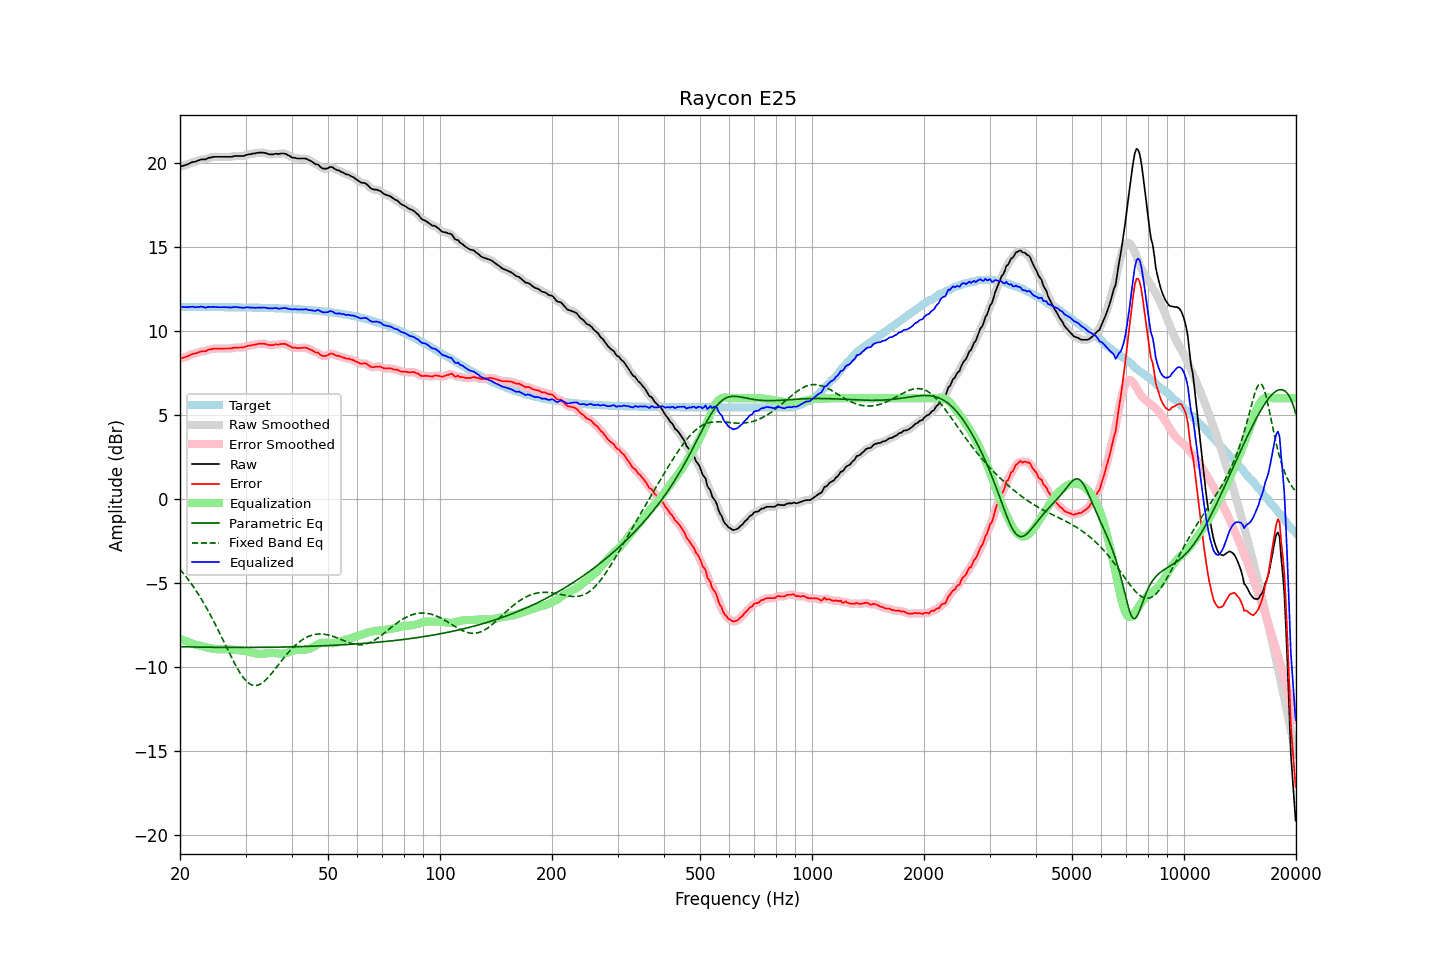 Raycon E25
Amplitude (dBr)
20
15
10
5
0
−5
−10
−15
−20
Target
Raw Smoothed
Error Smoothed
Raw
Error
Equalization
Parametric Eq
Fixed Band Eq
Equalized
20 50 100 200 500 1000 2000 5000 10000 20000
Frequency (Hz)